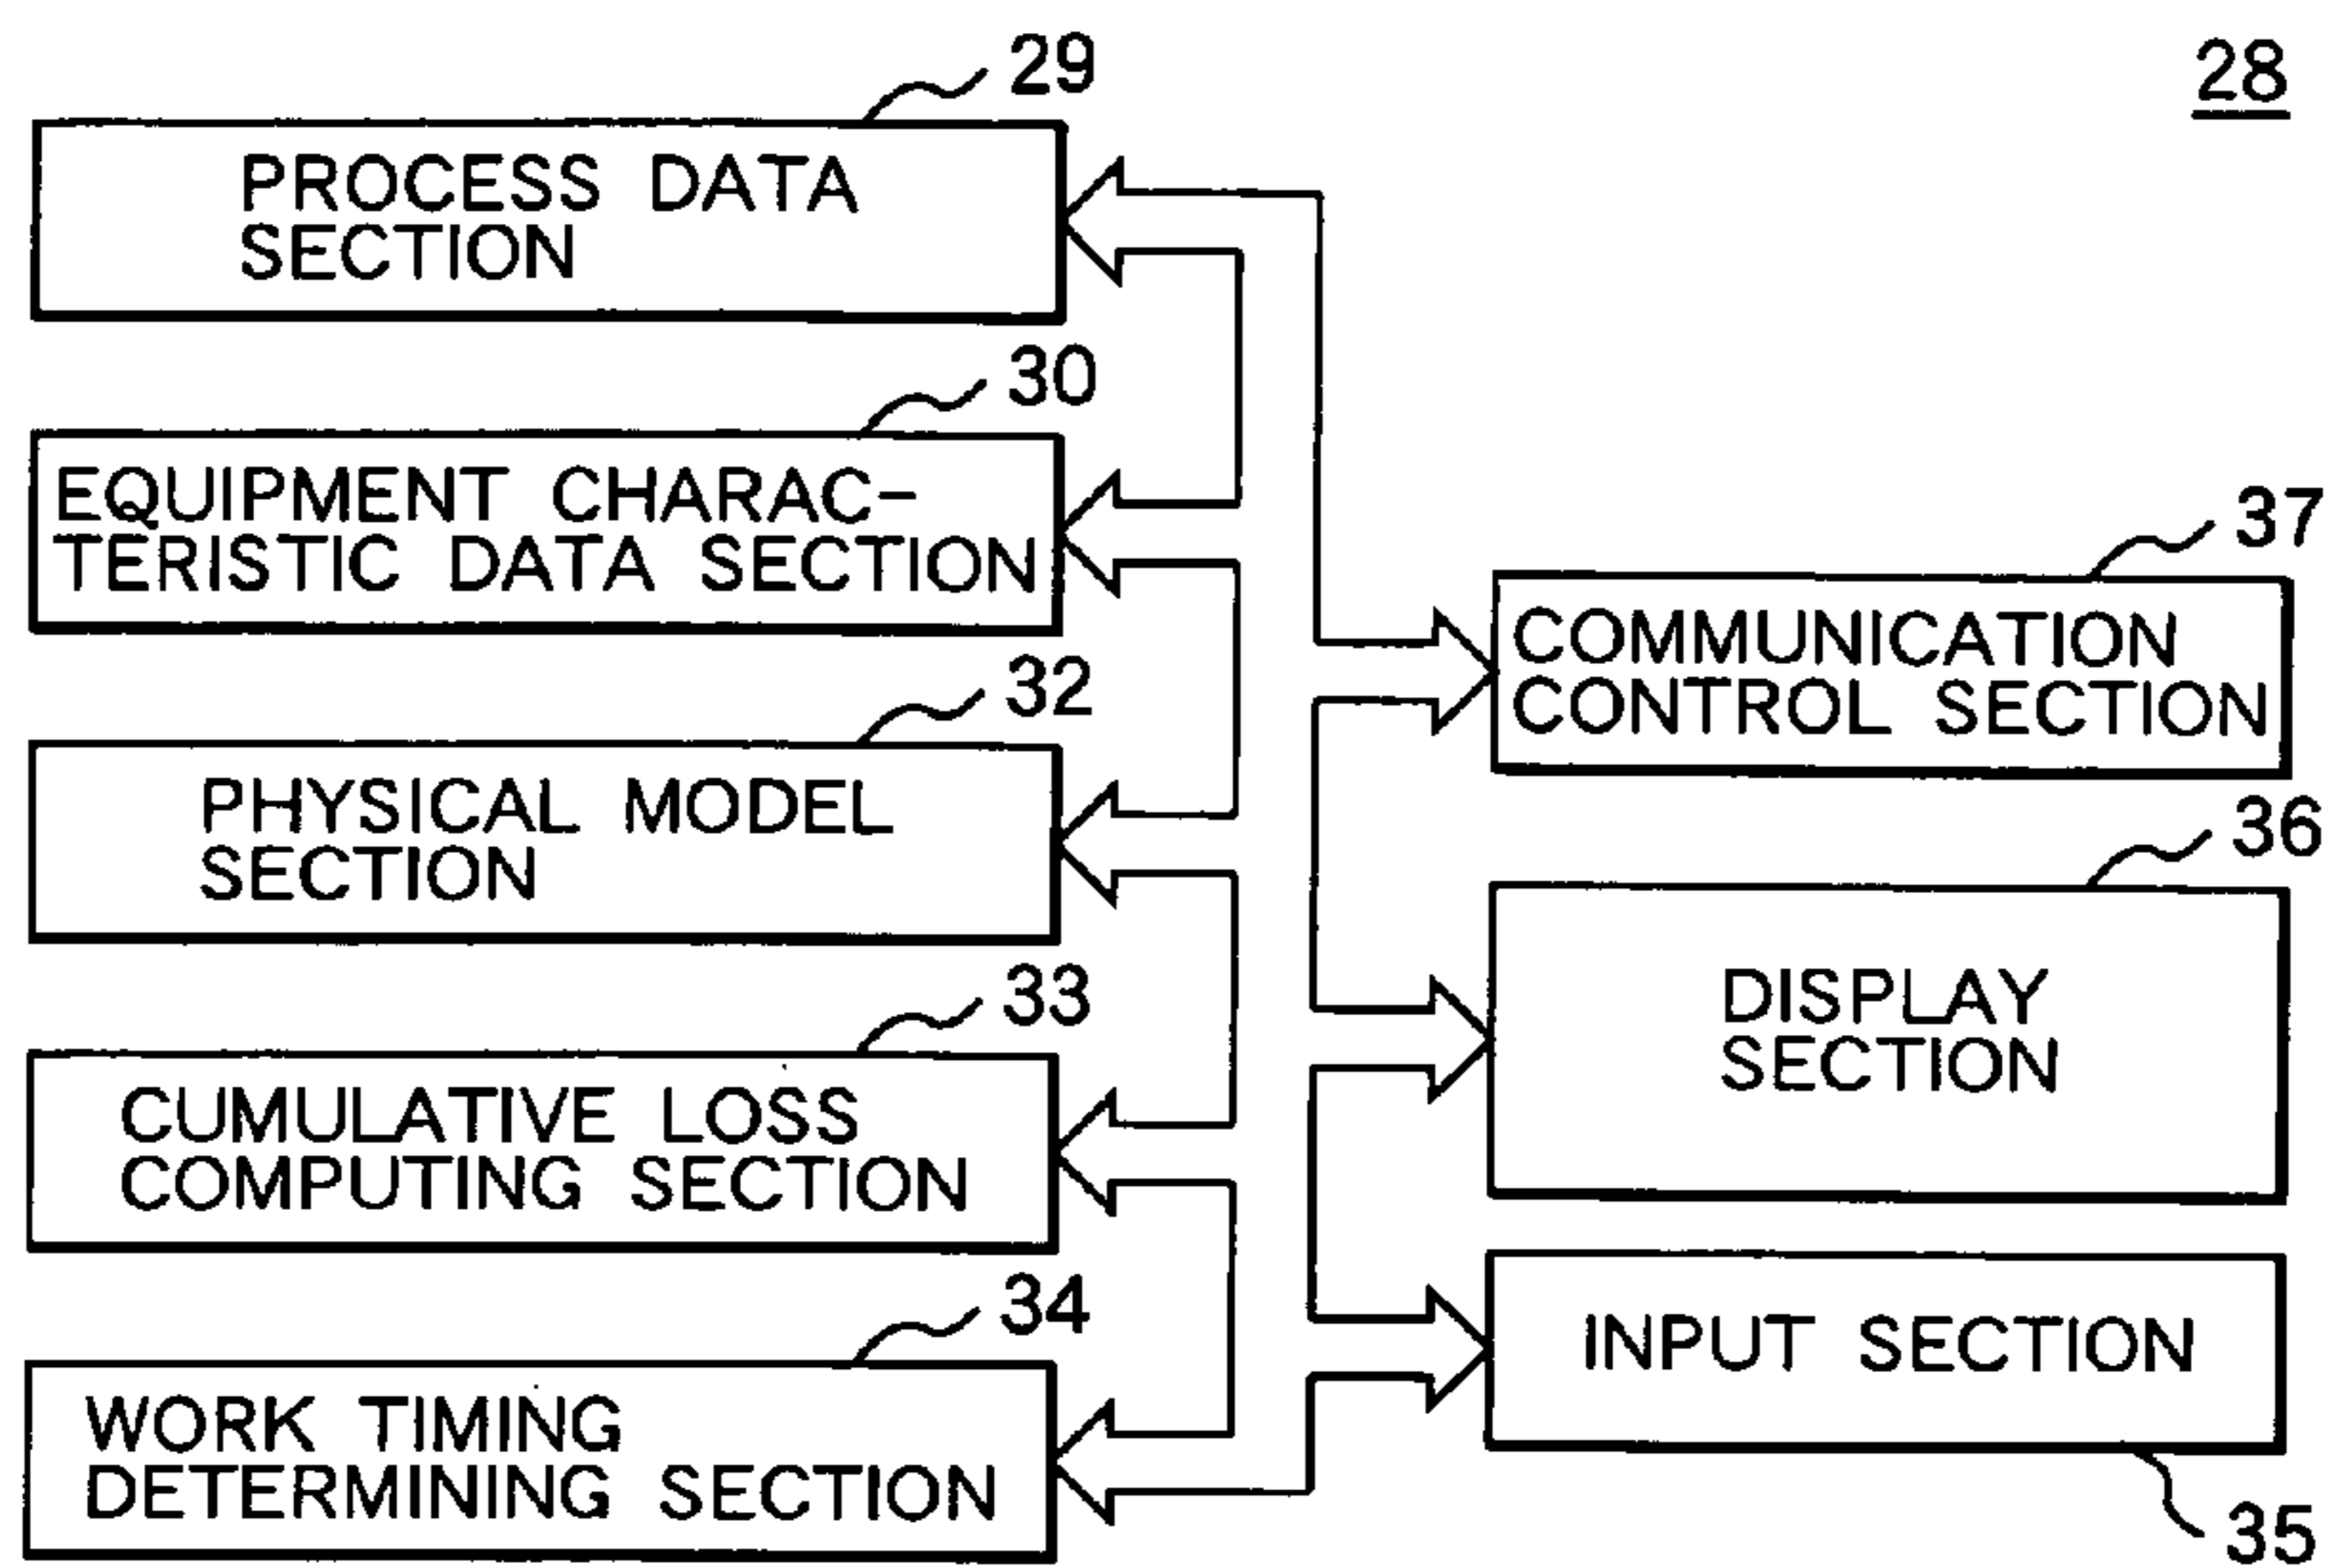 28
29
PROCESS DATA
SECTION
30
EQUIPMENT CHARAC-
TERISTIC DATA SECTION
32
PHYSICAL MODEL
SECTION
33
CUMULATIVE LOSS
COMPUTING SECTION
34
WORK TIMING
DETERMINING SECTION
37
COMMUNICATION
CONTROL SECTION
36
DISPLAY
SECTION
INPUT SECTION
35